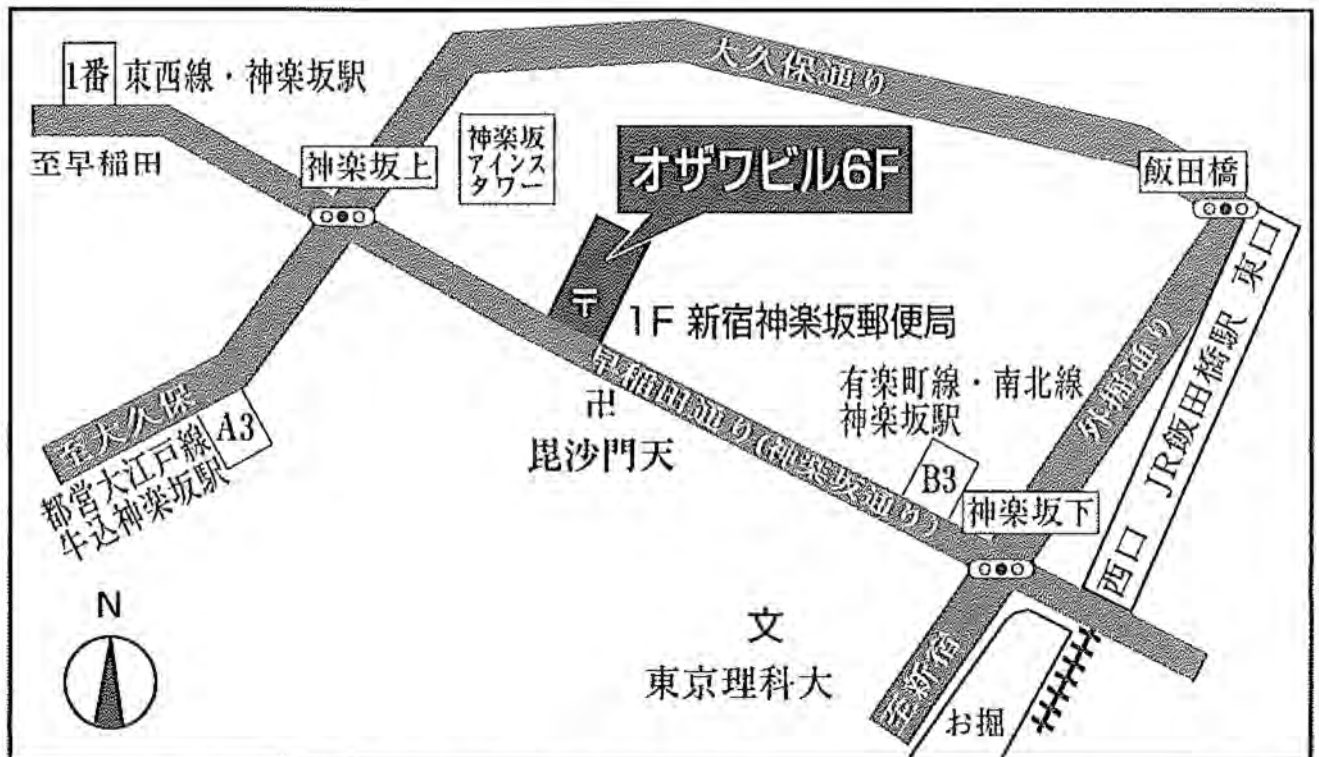 大久保通り
1番
東西線・神楽坂駅
至早稲田
神楽坂上
神楽坂
アインス
タワー
オザワビル6F
飯田橋
〒
1F 新宿神楽坂郵便局
早稲田通り(神楽坂通り)
外堀通り
JR飯田橋駅 東口
西口
卍
毘沙門天
有楽町線・南北線
神楽坂駅
B3
神楽坂下
至大久保
A3
都営大江戸線
牛込神楽坂駅
N
文
東京理科大
至新宿
お掘